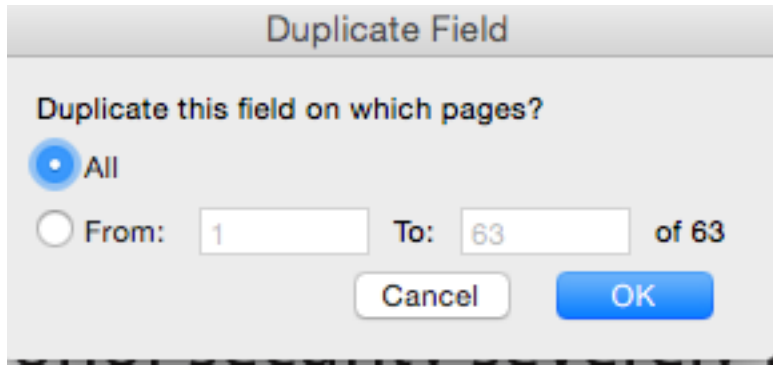 Duplicate Field
Duplicate this field on which pages?
All
From: 1 To: 63 of 63
Cancel OK